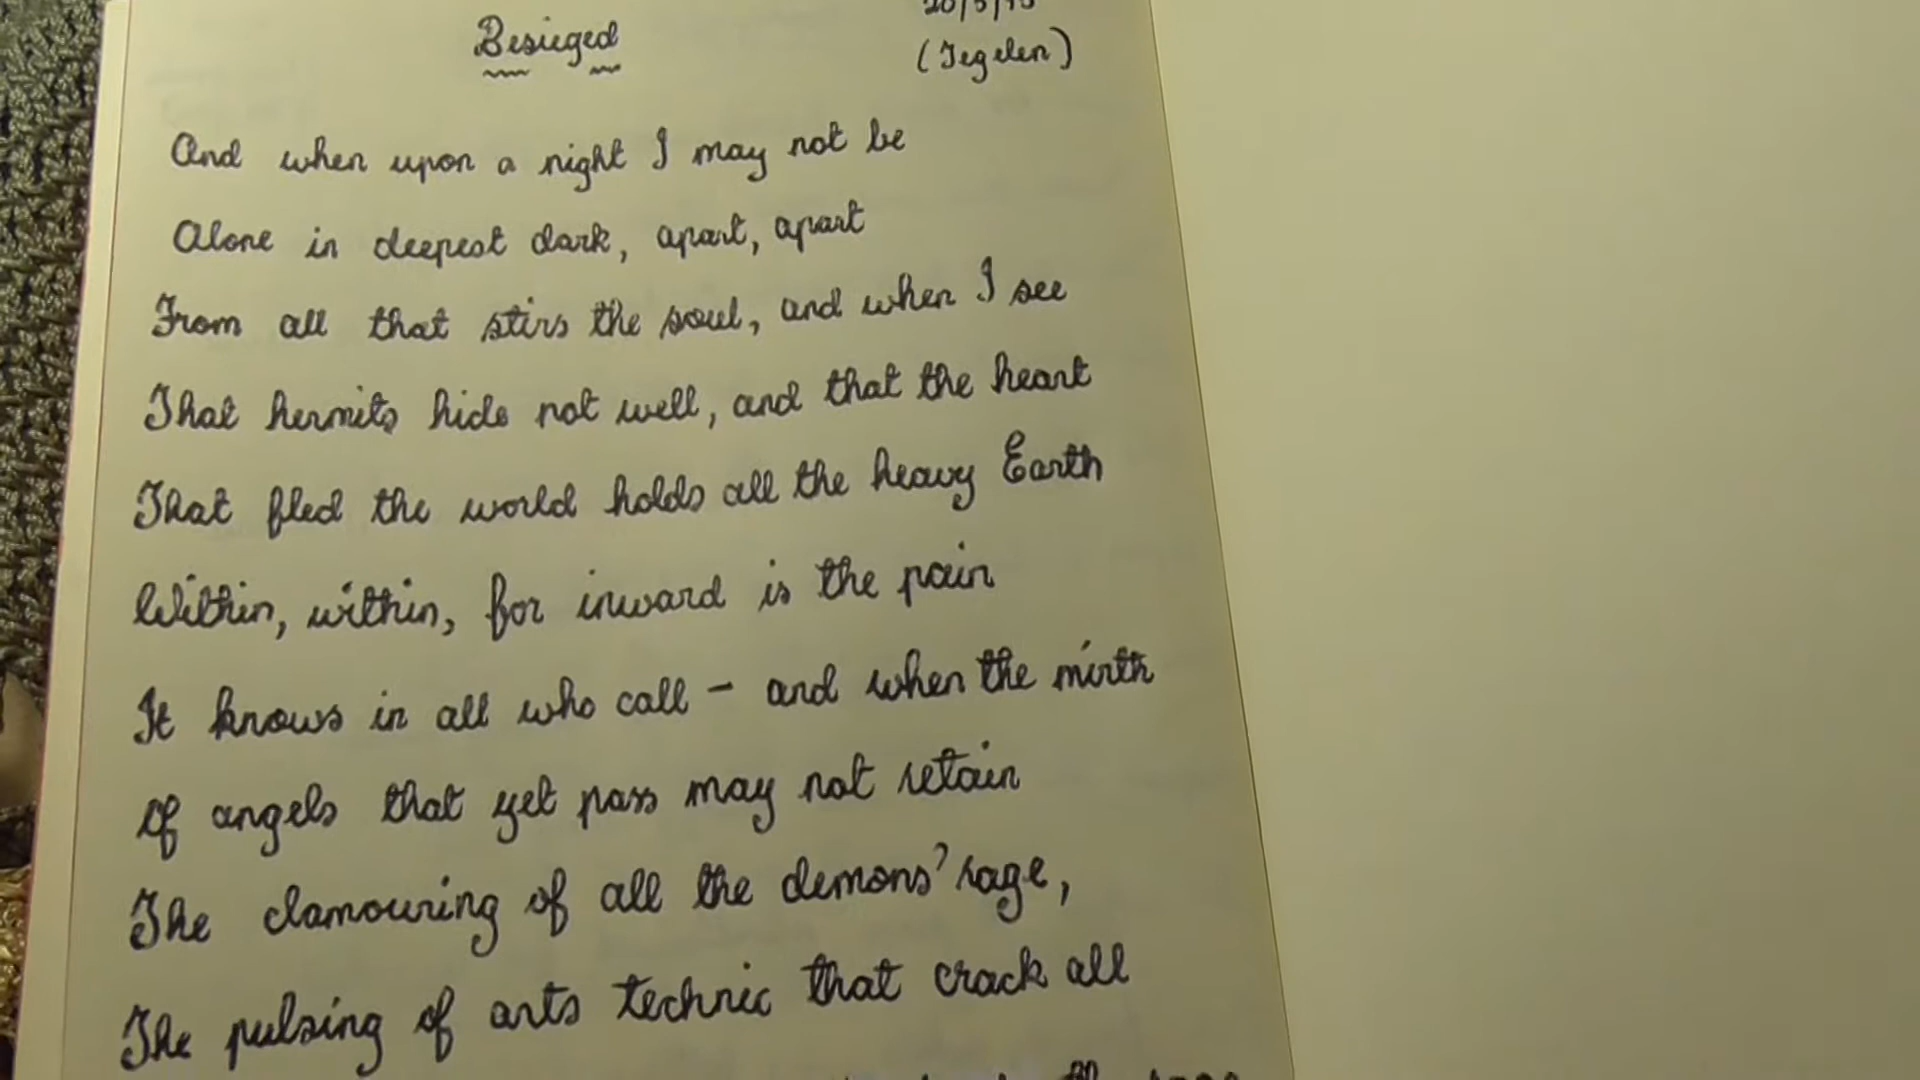 Besieged
(Tegelen)
And when upon a night I may not be
Alone in deepest dark, apart, apart
From all that stirs the soul, and when I see
That hermits hide not well, and that the heart
That fled the world holds all the heavy Earth
Within, within, for inward is the pain
It knows in all who call - and when the mirth
Of angels that yet pass may not retain
The clamouring of all the demons' rage,
The pulsing of arts technic that crack all